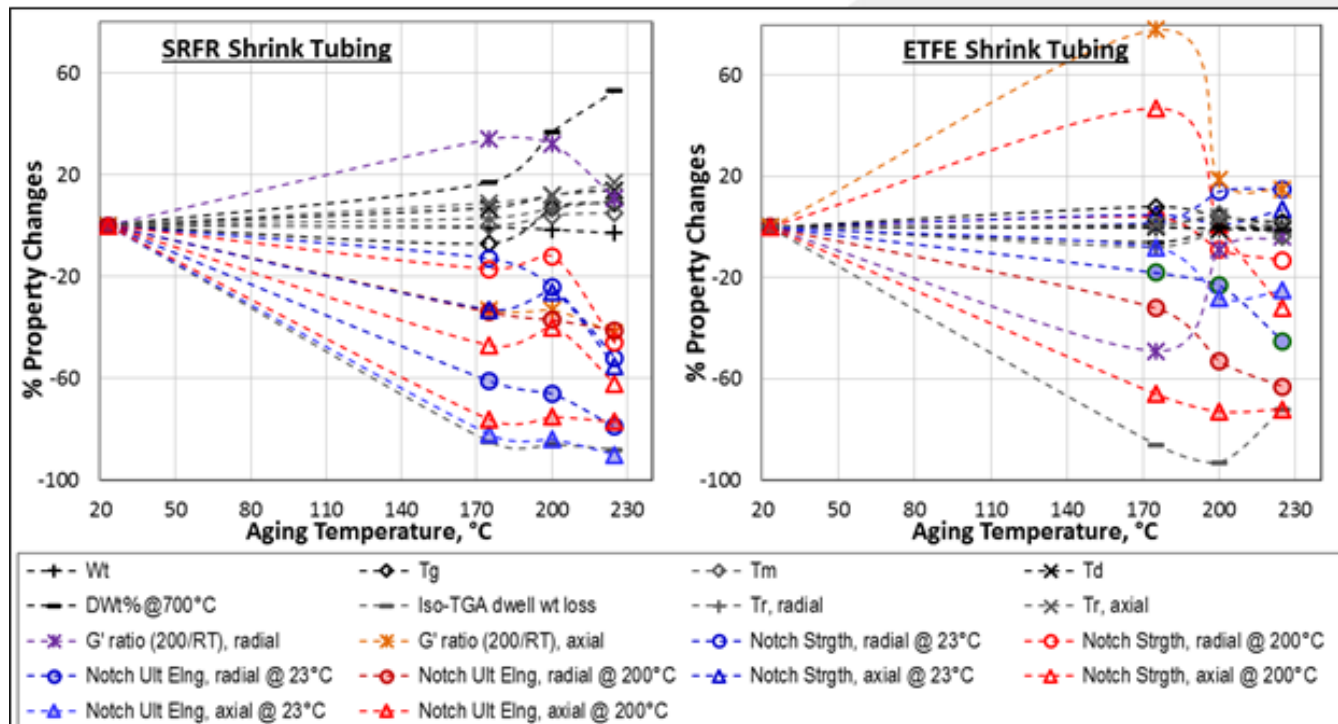 SRFR Shrink Tubing
ETFE Shrink Tubing
60
20
-20
-60
-100
% Property Changes
20 50 80 110 140 170 200 230
Aging Temperature, °C
60
20
-20
-60
-100
% Property Changes
20 50 80 110 140 170 200 230
Aging Temperature, °C
Wt Tg Tm Td
DWt% @700°C Iso-TGA dwell wt loss Tr, radial Tr, axial
G' ratio (200/RT), radial G' ratio (200/RT), axial Notch Strgth, radial @ 23°C Notch Strgth, radial @ 200°C
Notch Ult Elng, radial @ 23°C Notch Ult Elng, radial @ 200°C Notch Strgth, axial @ 23°C Notch Strgth, axial @ 200°C
Notch Ult Elng, axial @ 23°C Notch Ult Elng, axial @ 200°C